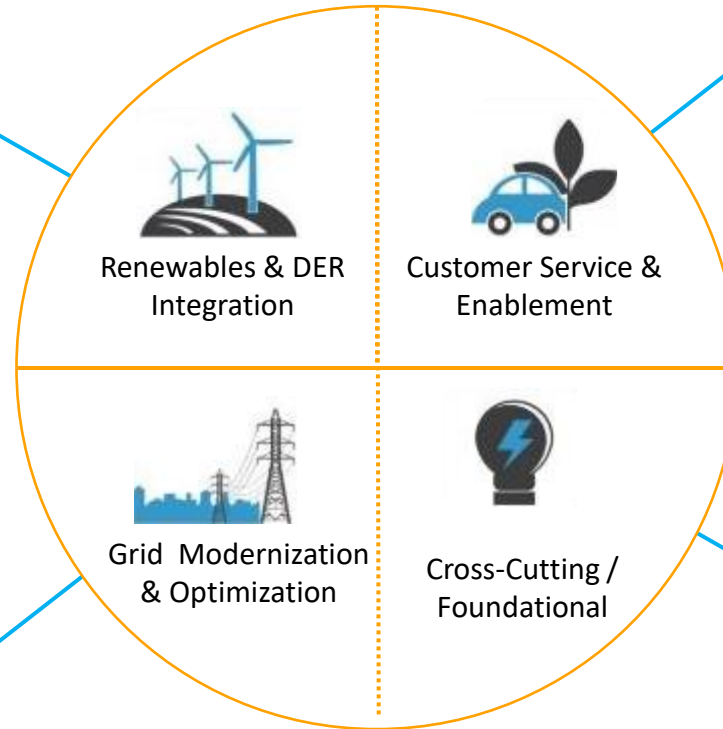 Renewables & DER
Integration
Customer Service &
Enablement
Grid Modernization
& Optimization
Cross-Cutting /
Foundational